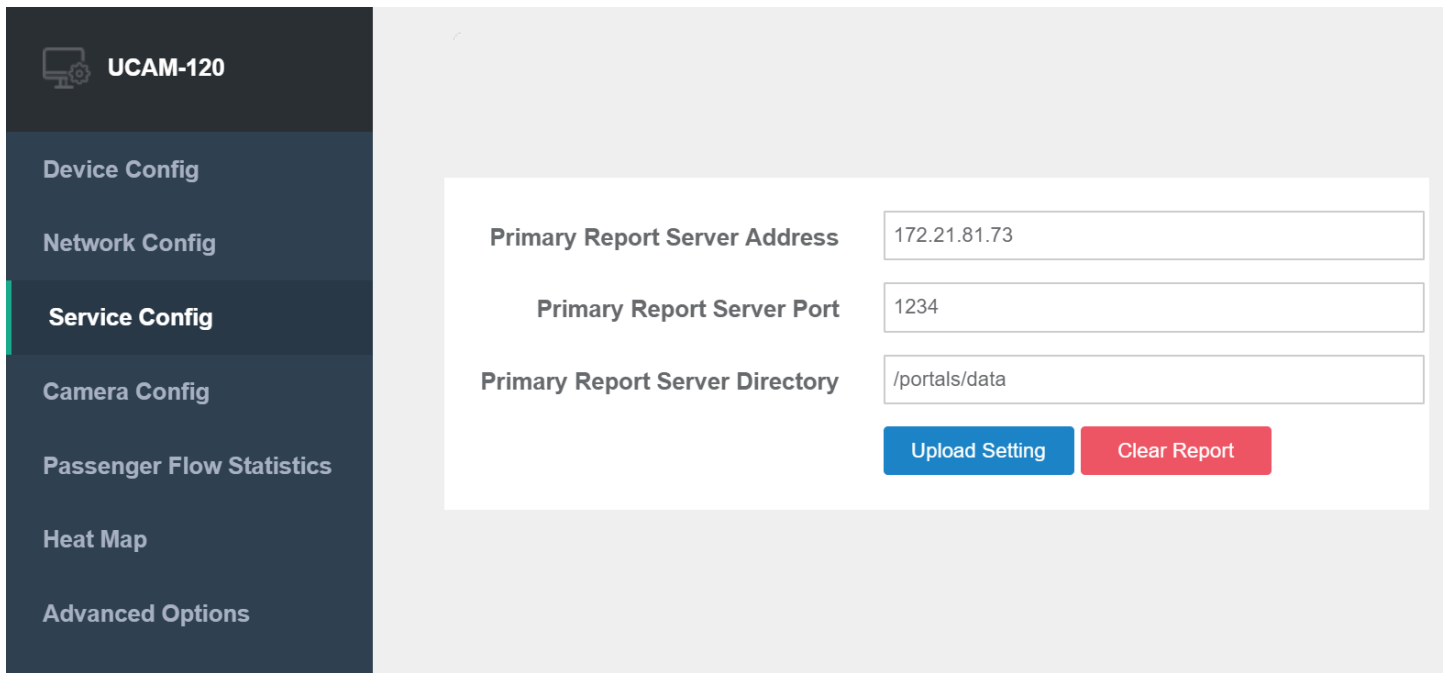 UCAM-120
Device Config
Network Config
Service Config
Camera Config
Passenger Flow Statistics
Heat Map
Advanced Options
Primary Report Server Address 172.21.81.73
Primary Report Server Port 1234
Primary Report Server Directory /portals/data
Upload Setting Clear Report